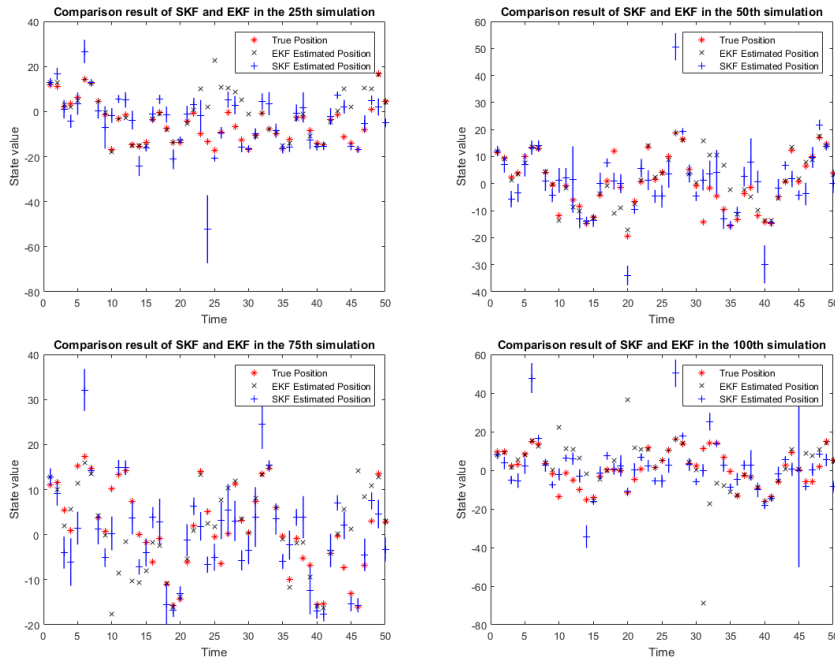 Comparison result of SKF and EKF in the 25th simulation
40
20
0
-20
-40
-60
-80
State value
0 5 10 15 20 25 30 35 40 45 50
Time
True Position
EKF Estimated Position
SKF Estimated Position
Comparison result of SKF and EKF in the 50th simulation
60
50
40
30
20
10
0
-10
-20
-30
-40
State value
0 5 10 15 20 25 30 35 40 45 50
Time
True Position
EKF Estimated Position
SKF Estimated Position
Comparison result of SKF and EKF in the 75th simulation
40
30
20
10
0
-10
-20
State value
0 5 10 15 20 25 30 35 40 45 50
Time
True Position
EKF Estimated Position
SKF Estimated Position
Comparison result of SKF and EKF in the 100th simulation
60
40
20
0
-20
-40
-60
-80
State value
0 5 10 15 20 25 30 35 40 45 50
Time
True Position
EKF Estimated Position
SKF Estimated Position